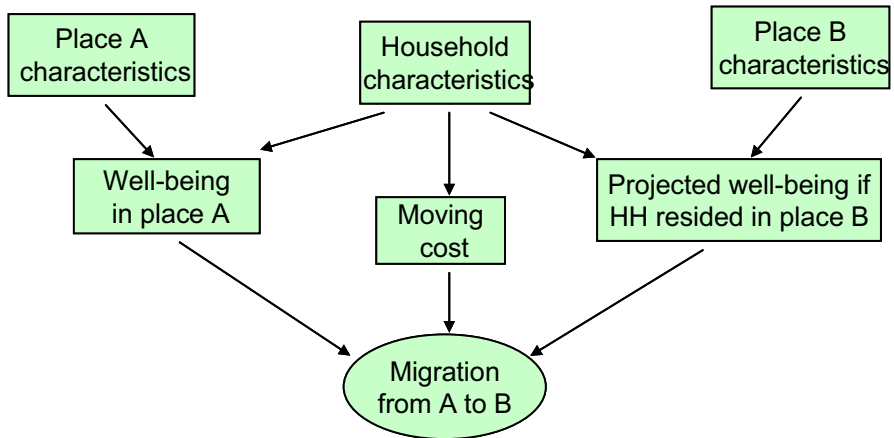 Place A
characteristics
Household
characteristics
Place B
characteristics
Well-being
in place A
Moving
cost
Projected well-being if
HH resided in place B
Migration
from A to B